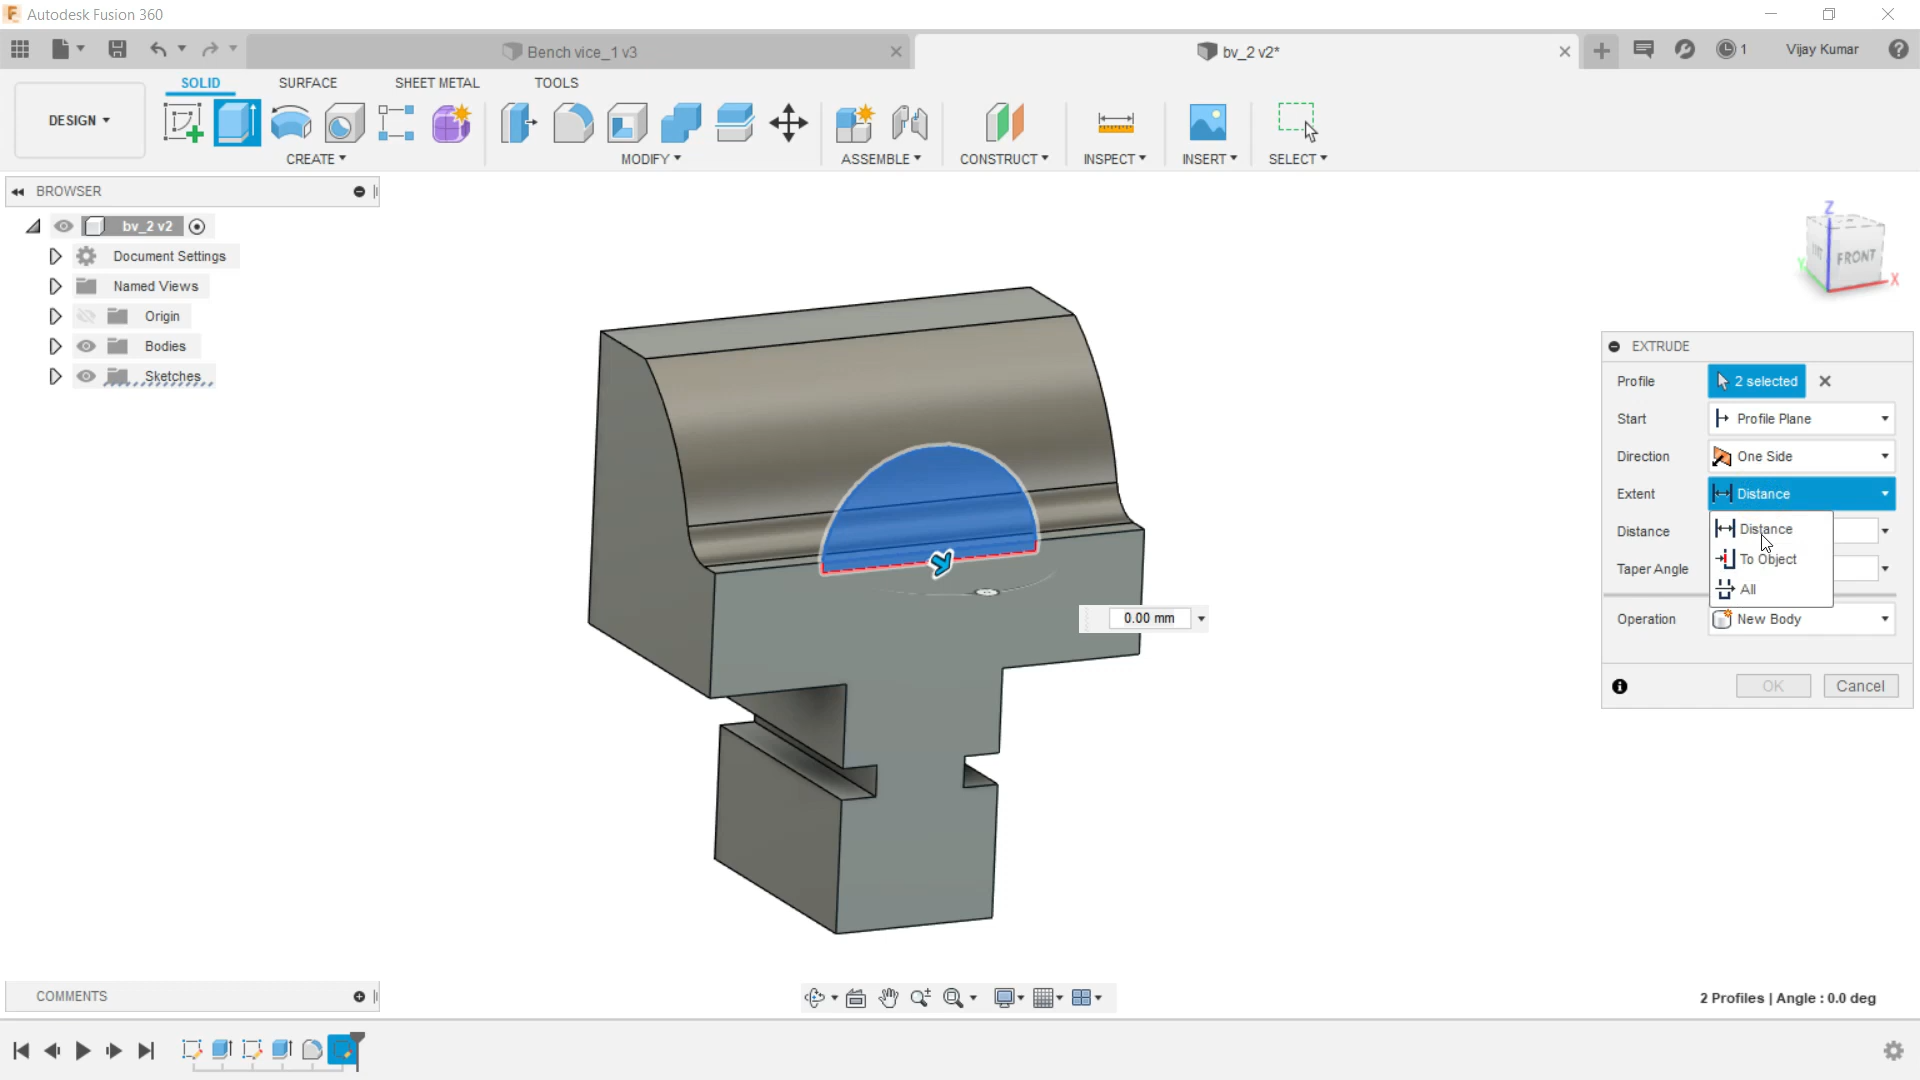 Autodesk Fusion 360
Bench vice_1 v3
bv_2 v2*
1
Vijay Kumar
DESIGN
SOLID
SURFACE
SHEET METAL
TOOLS
CREATE
MODIFY
ASSEMBLE
CONSTRUCT
INSPECT
INSERT
SELECT
BROWSER
bv_2 v2
Document Settings
Named Views
Origin
Bodies
Sketches
Z
FRONT
X
Y
EXTRUDE
Profile
2 selected
Start
Profile Plane
Direction
One Side
Extent
Distance
Distance
Distance
To Object
Taper Angle
All
Operation
New Body
OK
Cancel
0.00 mm
COMMENTS
2 Profiles | Angle : 0.0 deg